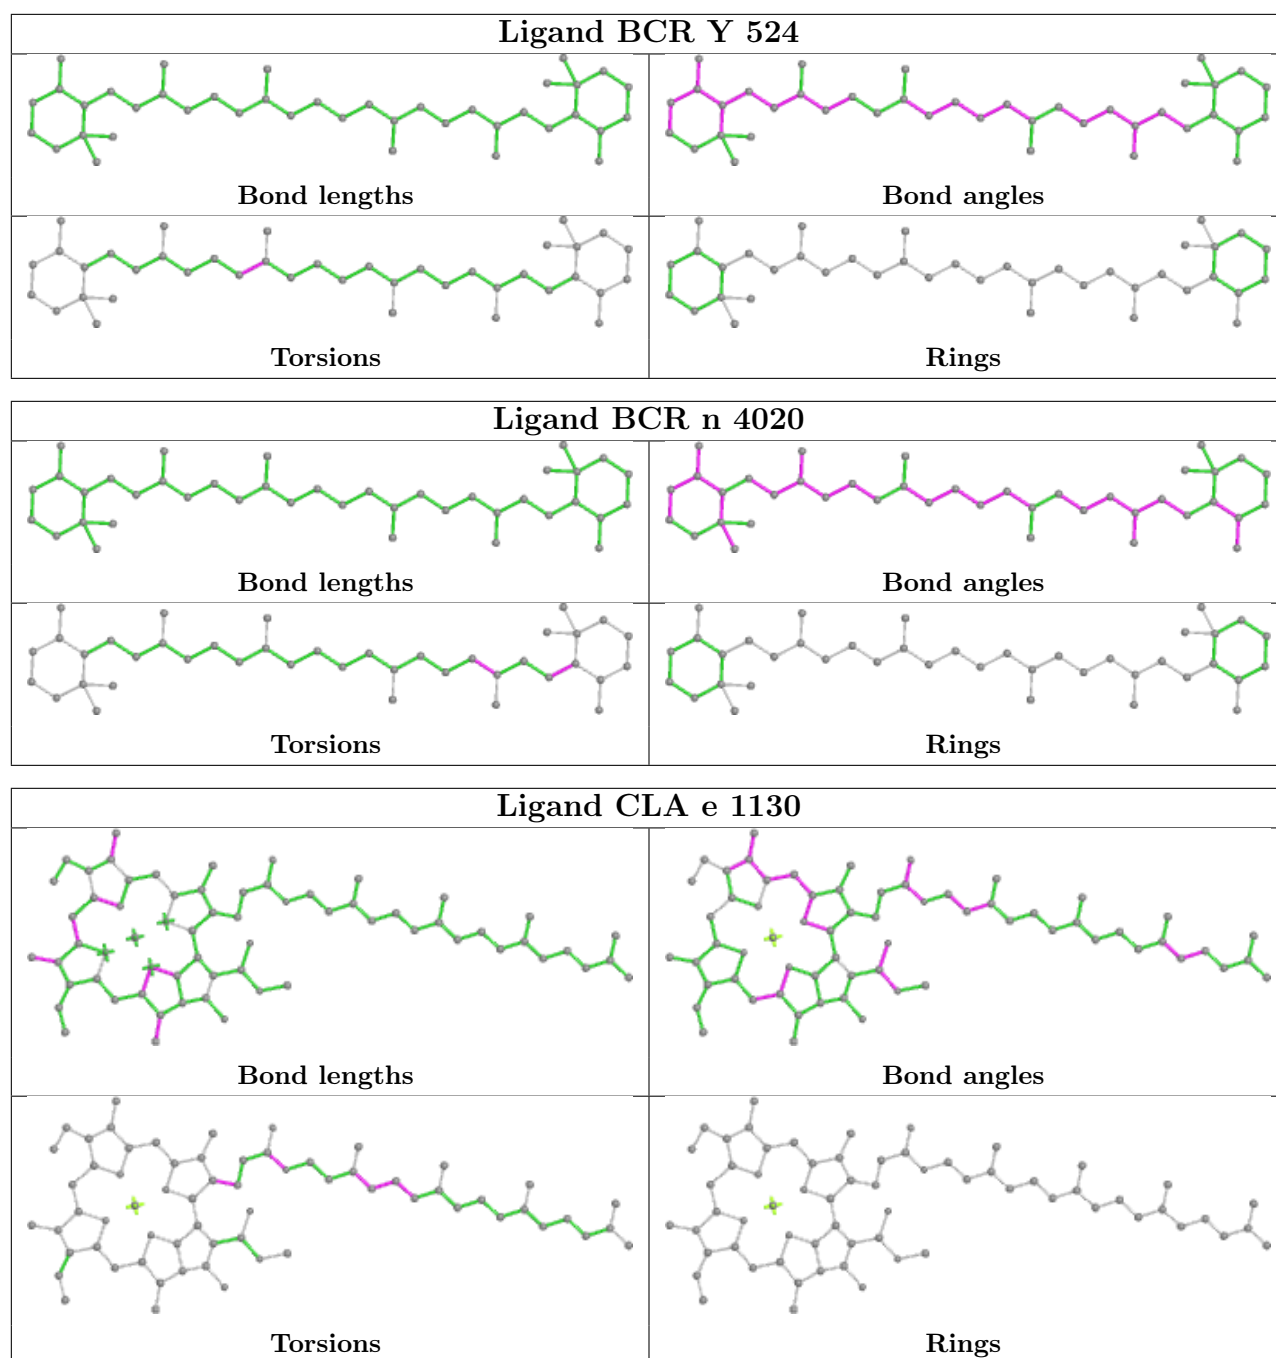 Ligand BCR Y 524
Bond lengths
Bond angles
Torsions
Rings
Ligand BCR n 4020
Bond lengths
Bond angles
Torsions
Rings
Ligand CLA e 1130
Bond lengths
Bond angles
Torsions
Rings